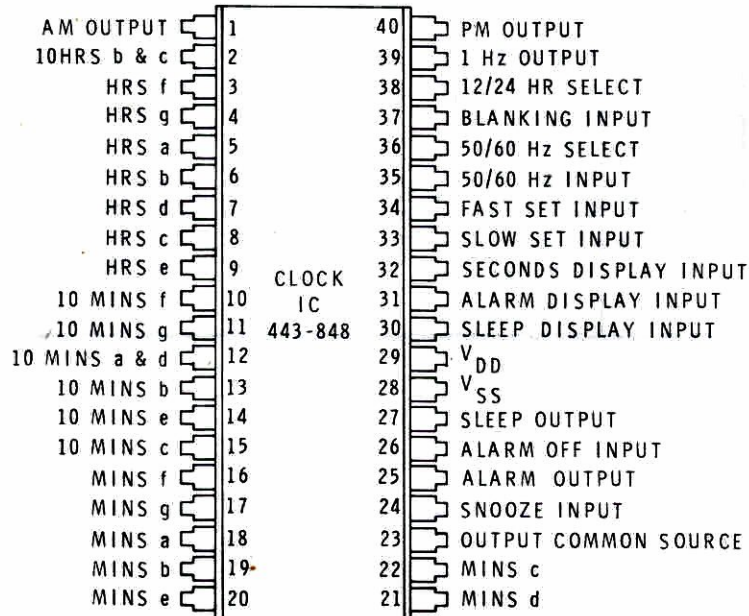 AM OUTPUT 1 40 PM OUTPUT
10HRS b & c 2 39 1 Hz OUTPUT
HRS f 3 38 12/24 HR SELECT
HRS g 4 37 BLANKING INPUT
HRS a 5 36 50/60 Hz SELECT
HRS b 6 35 50/60 Hz INPUT
HRS d 7 34 FAST SET INPUT
HRS c 8 33 SLOW SET INPUT
HRS e 9 32 SECONDS DISPLAY INPUT
CLOCK
10 MINS f 10 31 ALARM DISPLAY INPUT
IC
10 MINS g 11 443-848 30 SLEEP DISPLAY INPUT
10 MINS a & d 12 29 VDD
10 MINS b 13 28 VSS
10 MINS e 14 27 SLEEP OUTPUT
10 MINS c 15 26 ALARM OFF INPUT
MINS f 16 25 ALARM OUTPUT
MINS g 17 24 SNOOZE INPUT
MINS a 18 23 OUTPUT COMMON SOURCE
MINS b 19 22 MINS c
MINS e 20 21 MINS d